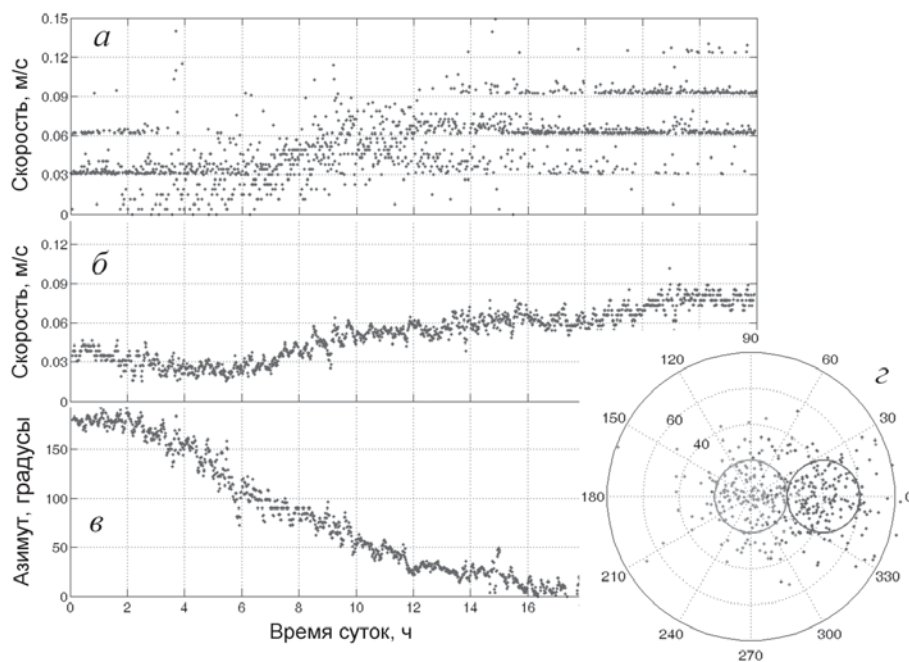 а
Скорость, м/с
0.15
0.12
0.09
0.06
0.03
0
б
Скорость, м/с
0.12
0.09
0.06
0.03
0
в
Азимут, градусы
150
100
50
0
0 2 4 6 8 10 12 14 16
Время суток, ч
г
90
120 60
150 60 30
40
180 0
210 330
240 300
270